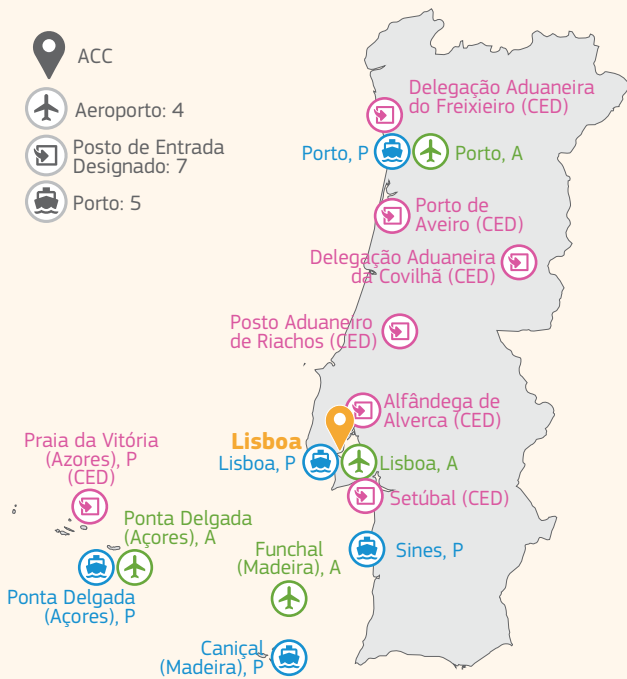 ACC
Aeroporto: 4
Posto de Entrada
Designado: 7
Porto: 5
Delegação Aduaneira
do Freixieiro (CED)
Porto, P
Porto, A
Porto de
Aveiro (CED)
Delegação Aduaneira
da Covilhã (CED)
Posto Aduaneiro
de Riachos (CED)
Alfândega de
Alverca (CED)
Lisboa
Lisboa, P
Lisboa, A
Praia da Vitória
(Azores), P
(CED)
Setúbal (CED)
Ponta Delgada
(Açores), A
Funchal
(Madeira), A
Sines, P
Ponta Delgada
(Açores), P
Caniçal
(Madeira), P